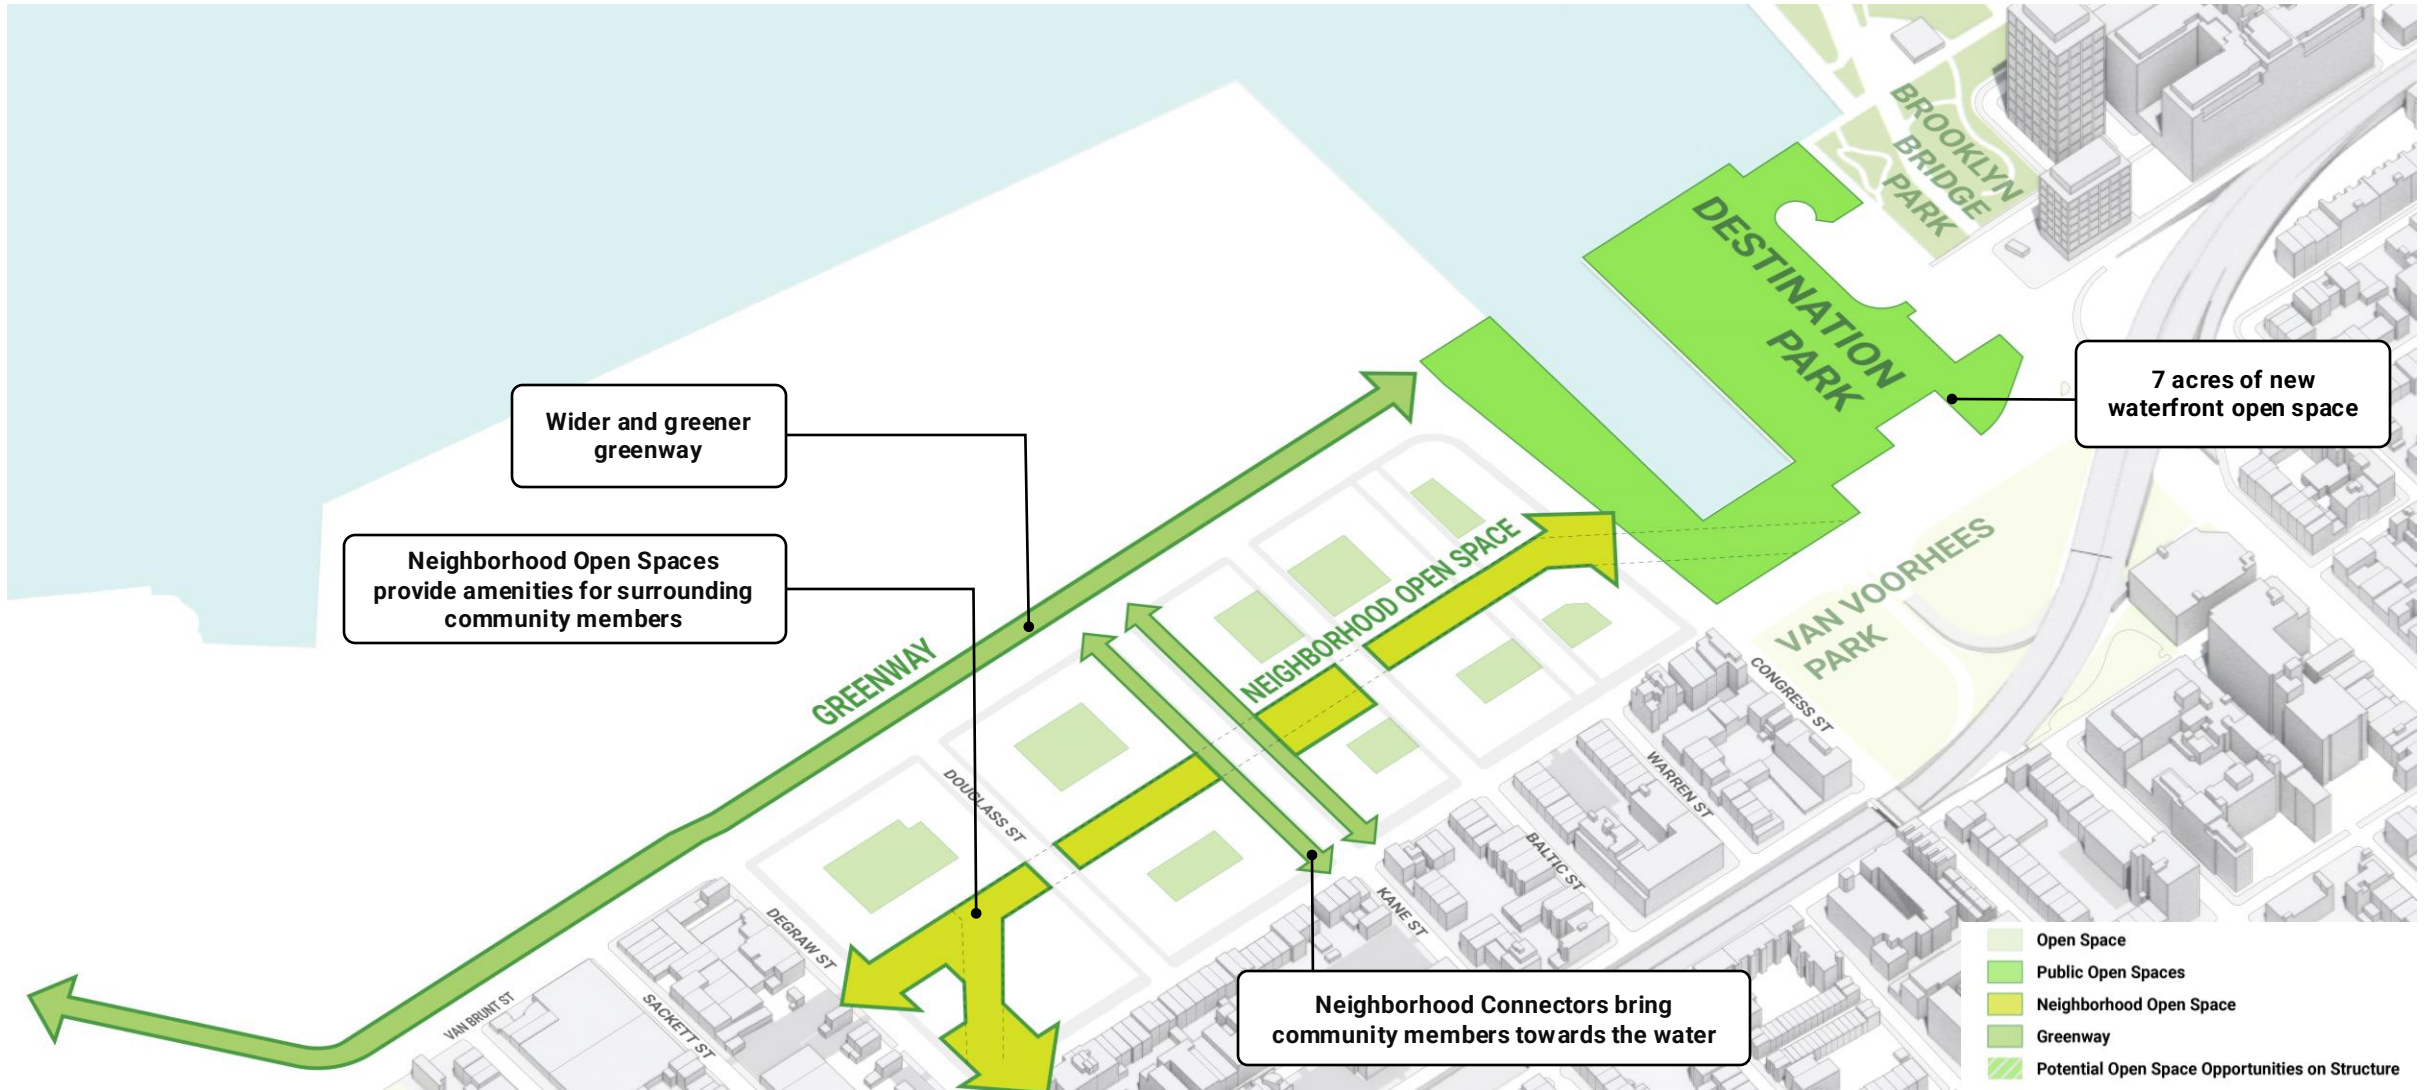 BROOKLYN
BRIDGE
PARK
DESTINATION
PARK
7 acres of new
waterfront open space
Wider and greener
greenway
Neighborhood Open Spaces
provide amenities for surrounding
community members
GREENWAY
NEIGHBORHOOD OPEN SPACE
VAN VOORHEES
PARK
CONGRESS ST
WARREN ST
BALTIC ST
KANE ST
DOUGLASS ST
DEGRAW ST
SACKETT ST
VAN BRUNT ST
Neighborhood Connectors bring
community members towards the water
Open Space
Public Open Spaces
Neighborhood Open Space
Greenway
Potential Open Space Opportunities on Structure